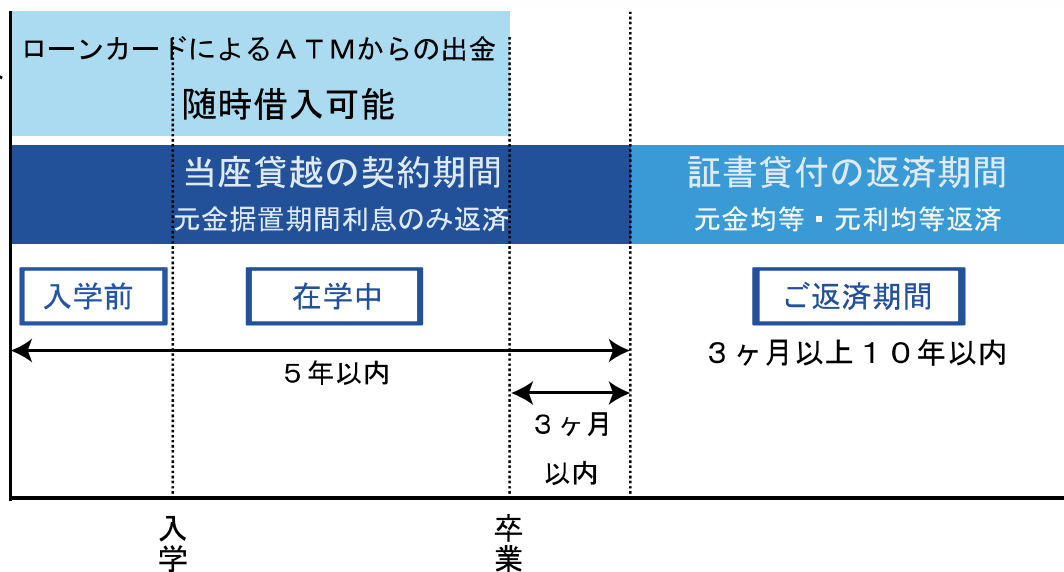 ローンカードによるＡＴＭからの出金
随時借入可能
当座貸越の契約期間
元金据置期間利息のみ返済
証書貸付の返済期間
元金均等・元利均等返済
入学前
在学中
ご返済期間
５年以内
３ヶ月以上１０年以内
３ヶ月
以内
入学
卒業